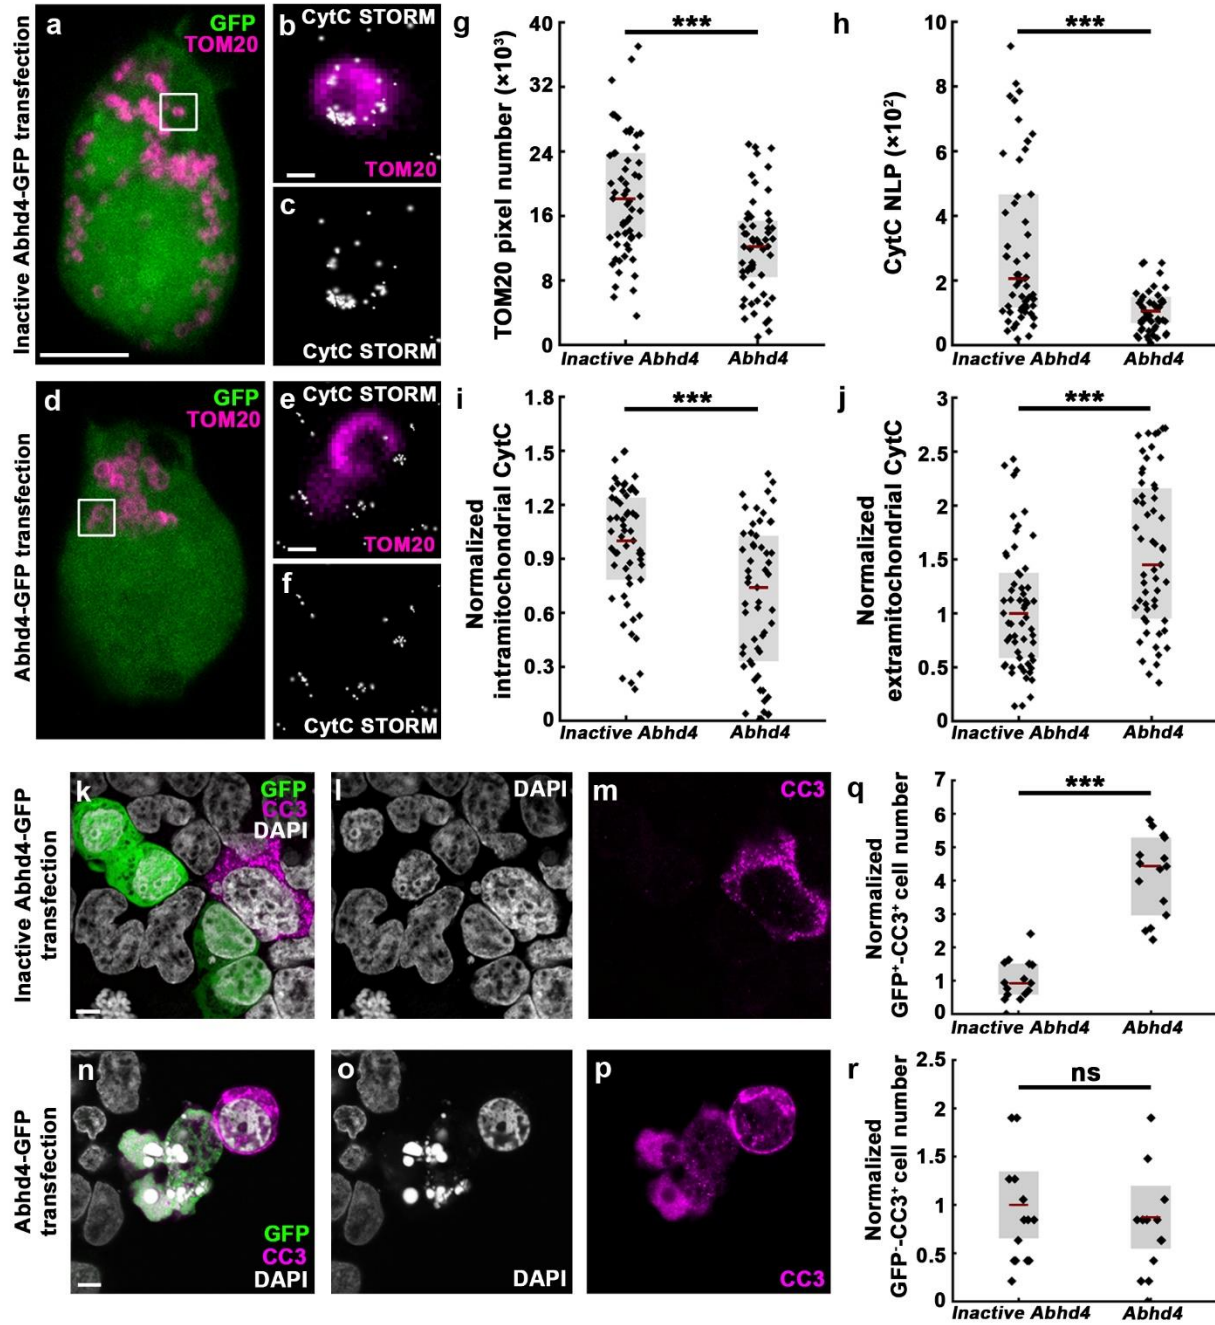 Inactive Abhd4-GFP transfection
a
GFP
TOM20
b
CytC STORM
TOM20
c
CytC STORM
g
TOM20 pixel number (×10³)
32
24
16
8
0
***
Inactive Abhd4
Abhd4
h
CytC NLP (×10²)
10
8
6
4
2
0
***
Inactive Abhd4
Abhd4
Abhd4-GFP transfection
d
GFP
TOM20
e
CytC STORM
TOM20
f
CytC STORM
i
Normalized
intramitochondrial CytC
1.8
1.5
1.2
0.9
0.6
0.3
0
***
Inactive Abhd4
Abhd4
j
Normalized
extramitochondrial CytC
3
2.5
2
1.5
1
0.5
0
***
Inactive Abhd4
Abhd4
Inactive Abhd4-GFP
transfection
k
GFP
CC3
DAPI
l
DAPI
m
CC3
q
Normalized
GFP⁺-CC3⁺ cell number
7
6
5
4
3
2
1
0
***
Inactive Abhd4
Abhd4
Abhd4-GFP
transfection
n
GFP
CC3
DAPI
o
DAPI
p
CC3
r
Normalized
GFP⁻-CC3⁺ cell number
2.5
2
1.5
1
0.5
0
ns
Inactive Abhd4
Abhd4